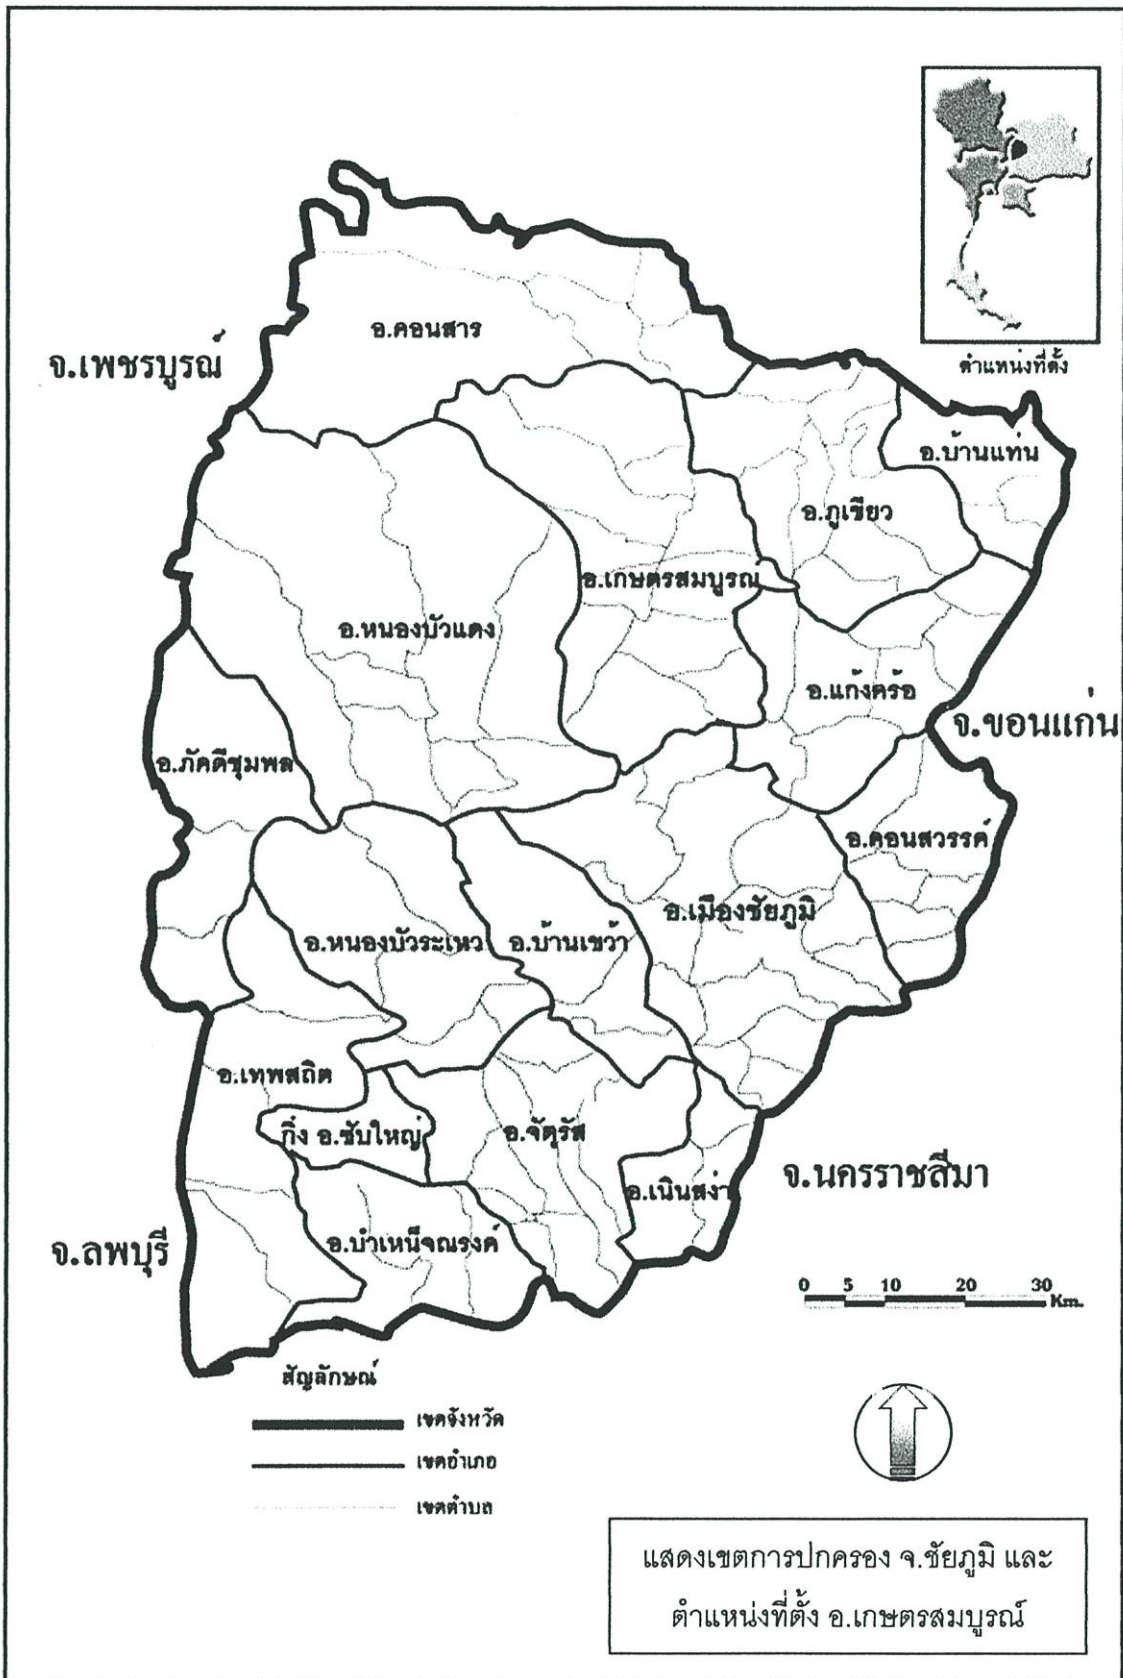 ตำแหน่งที่ตั้ง
อ.คอนสาร
จ.เพชรบูรณ์
อ.บ้านแท่น
อ.ภูเขียว
อ.เกษตรสมบูรณ์
อ.หนองบัวแดง
อ.แก้งคร้อ
จ.ขอนแก่น
อ.ภักดีชุมพล
อ.คอนสวรรค์
อ.เมืองชัยภูมิ
อ.หนองบัวระเหว
อ.บ้านเขว้า
อ.เทพสถิต
กิ่ง อ.ซับใหญ่
อ.จัตุรัส
จ.นครราชสีมา
อ.เนินสง่า
อ.บำเหน็จณรงค์
จ.ลพบุรี
0 5 10 20 30
Km.
สัญลักษณ์
เขตจังหวัด
เขตอำเภอ
เขตตำบล
แสดงเขตการปกครอง จ.ชัยภูมิ และ
ตำแหน่งที่ตั้ง อ.เกษตรสมบูรณ์